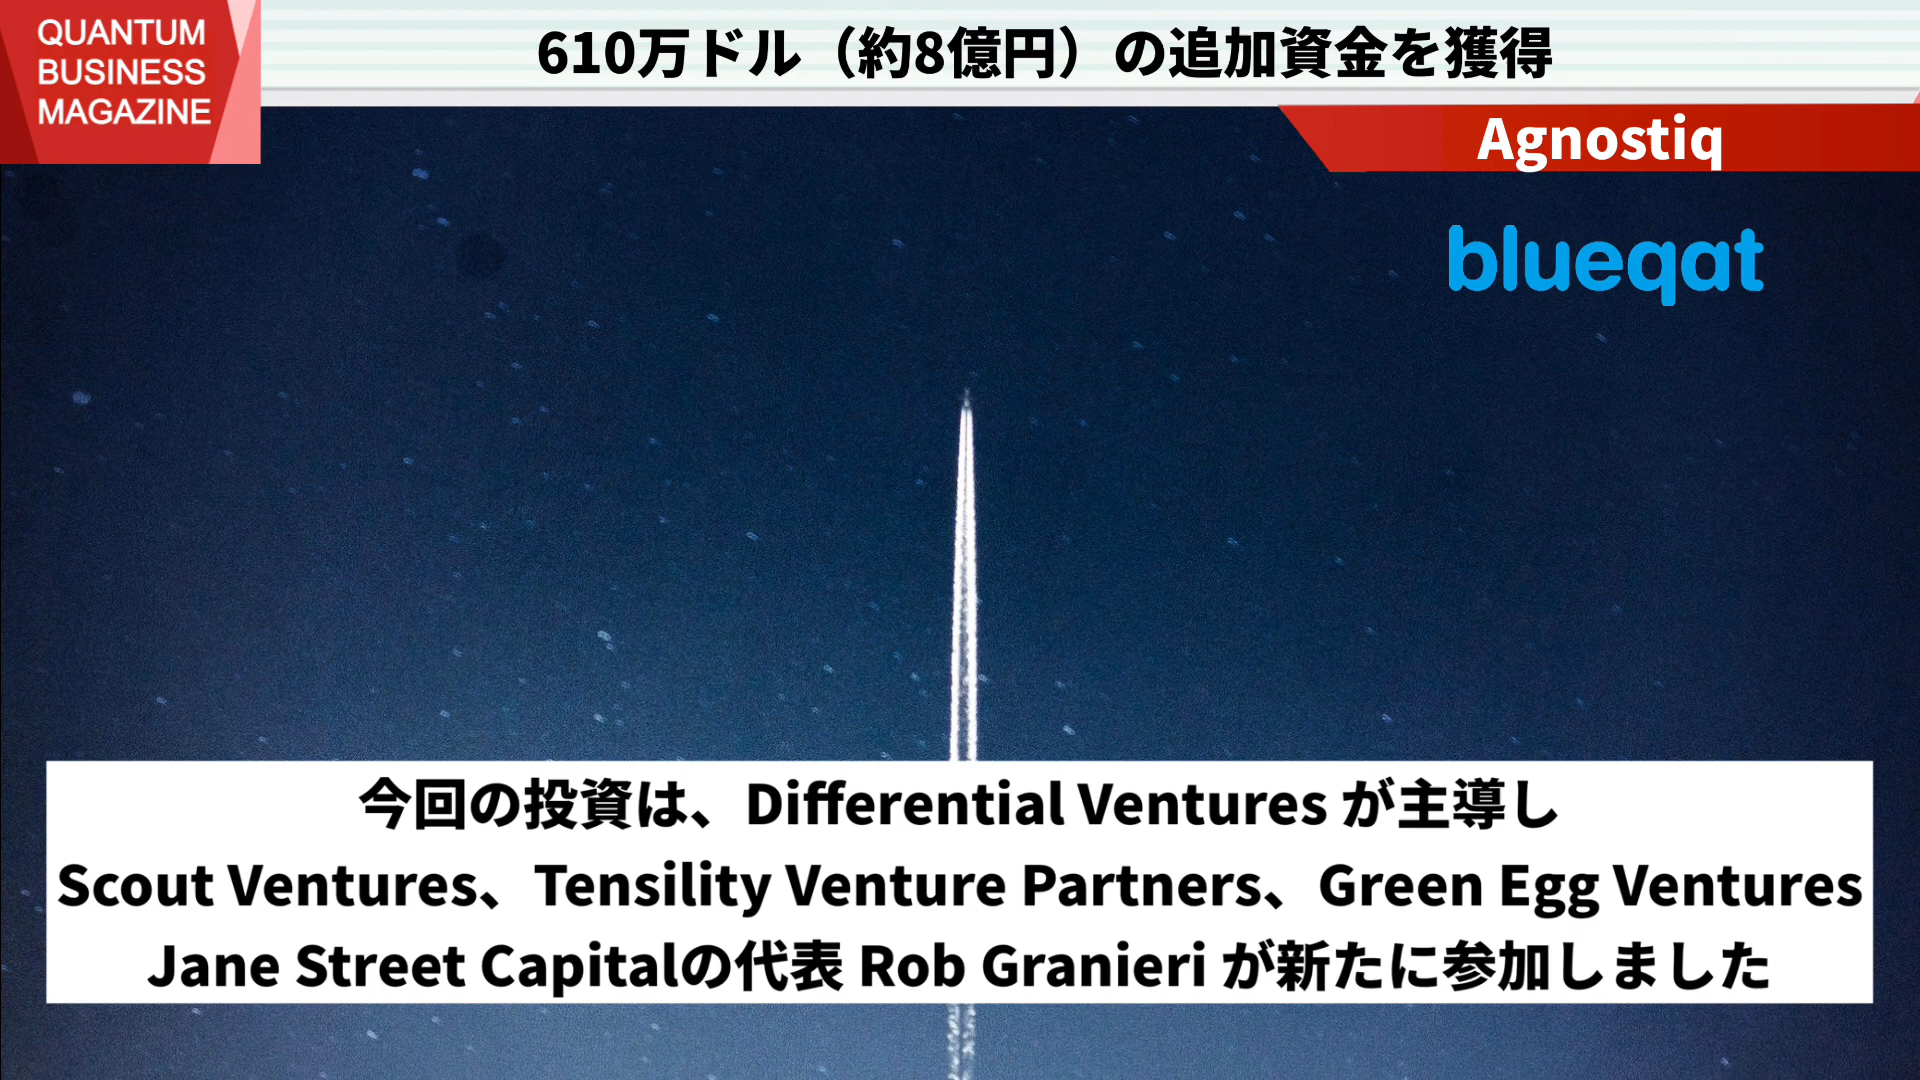 QUANTUM
BUSINESS
MAGAZINE
610万ドル（約8億円）の追加資金を獲得
Agnostiq
blueqat
今回の投資は、Differential Ventures が主導し
Scout Ventures、Tensility Venture Partners、Green Egg Ventures
Jane Street Capitalの代表 Rob Granieri が新たに参加しました